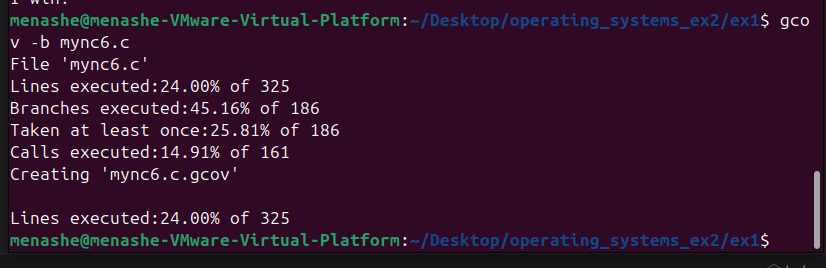 I win!
menashe@menashe-VMware-Virtual-Platform:~/Desktop/operating_systems_ex2/ex1$ gco
v -b mync6.c
File 'mync6.c'
Lines executed:24.00% of 325
Branches executed:45.16% of 186
Taken at least once:25.81% of 186
Calls executed:14.91% of 161
Creating 'mync6.c.gcov'
Lines executed:24.00% of 325
menashe@menashe-VMware-Virtual-Platform:~/Desktop/operating_systems_ex2/ex1$